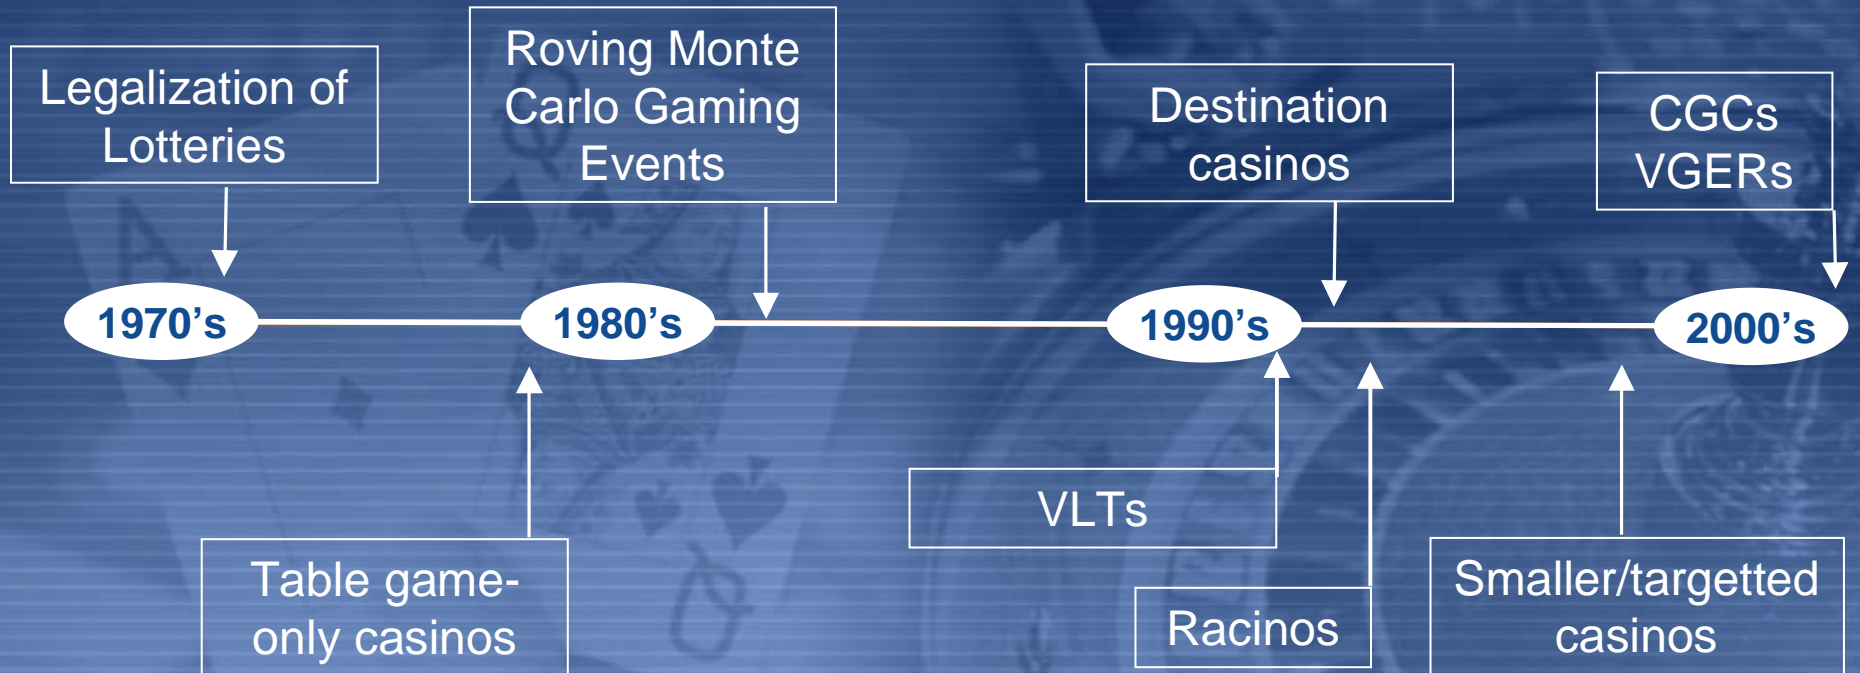 Legalization of
Lotteries
Roving Monte
Carlo Gaming
Events
Destination
casinos
CGCs
VGERs
1970's
1980's
1990's
2000's
Table game-
only casinos
VLTs
Racinos
Smaller/targetted
casinos